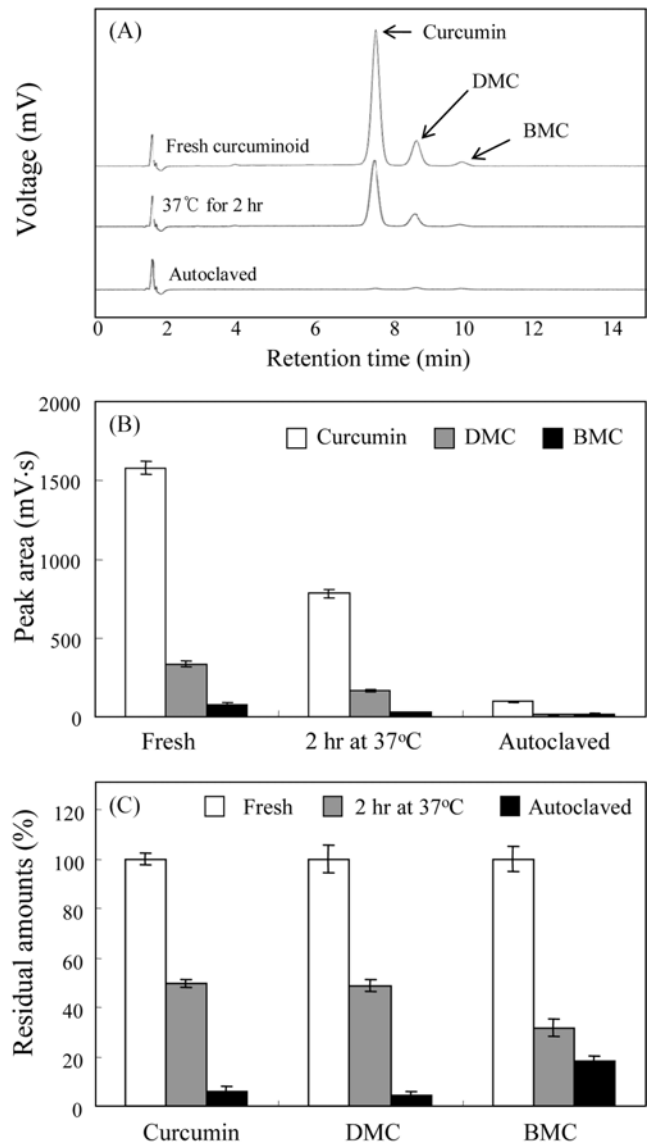 (A)
Curcumin
DMC
BMC
Fresh curcuminoid
37℃ for 2 hr
Autoclaved
Voltage (mV)
0 2 4 6 8 10 12 14
Retention time (min)
(B)
Curcumin DMC BMC
2000
1500
1000
500
0
Peak area (mV·s)
Fresh 2 hr at 37°C Autoclaved
(C)
Fresh 2 hr at 37°C Autoclaved
120
100
80
60
40
20
0
Residual amounts (%)
Curcumin DMC BMC